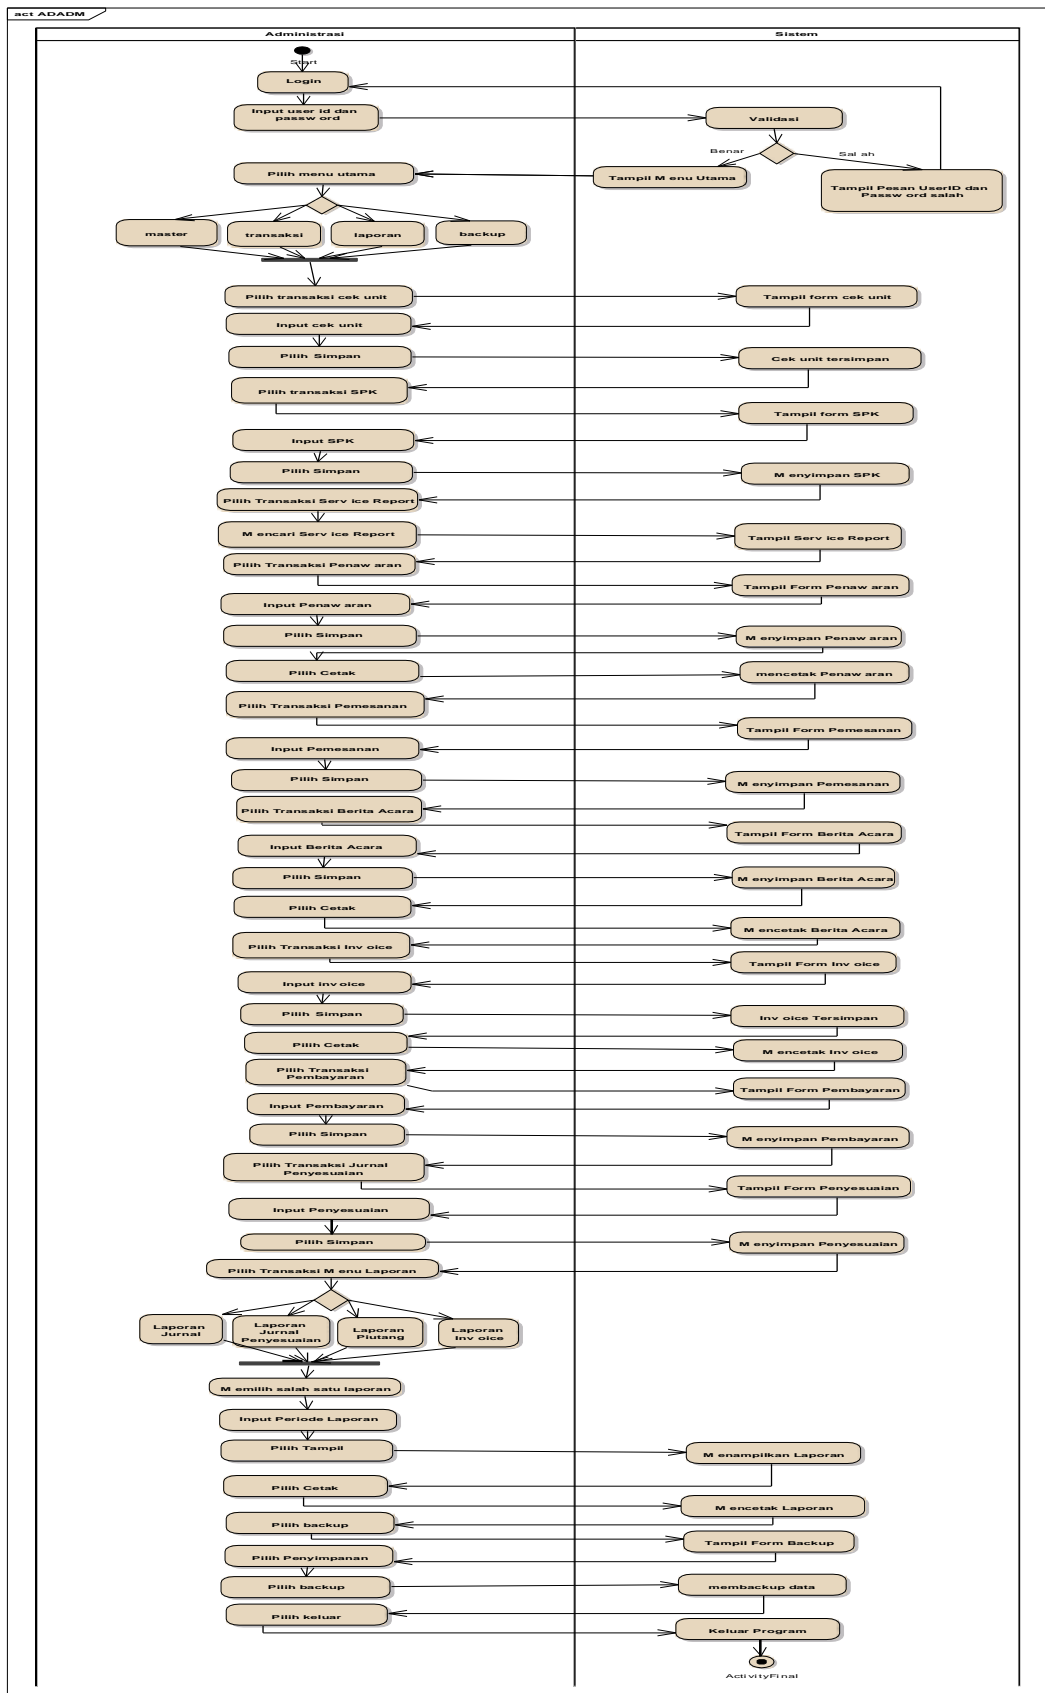 act ADADM
Administrasi
Sistem
Start
Login
Input user id dan
passw ord
Validasi
Benar
Sal ah
Pilih menu utama
Tampil M enu Utama
Tampil Pesan UserID dan
Passw ord salah
master
transaksi
laporan
backup
Pilih transaksi cek unit
Tampil form cek unit
Input cek unit
Pilih Simpan
Cek unit tersimpan
Pilih transaksi SPK
Tampil form SPK
Input SPK
Pilih Simpan
M enyimpan SPK
Pilih Transaksi Serv ice Report
M encari Serv ice Report
Tampil Serv ice Report
Pilih Transaksi Penaw aran
Tampil Form Penaw aran
Input Penaw aran
Pilih Simpan
M enyimpan Penaw aran
Pilih Cetak
mencetak Penaw aran
Pilih Transaksi Pemesanan
Tampil Form Pemesanan
Input Pemesanan
Pilih Simpan
M enyimpan Pemesanan
Pilih Transaksi Berita Acara
Tampil Form Berita Acara
Input Berita Acara
Pilih Simpan
M enyimpan Berita Acara
Pilih Cetak
M encetak Berita Acara
Pilih Transaksi Inv oice
Tampil Form Inv oice
Input inv oice
Pilih Simpan
Inv oice Tersimpan
Pilih Cetak
M encetak Inv oice
Pilih Transaksi
Pembayaran
Tampil Form Pembayaran
Input Pembayaran
Pilih Simpan
M enyimpan Pembayaran
Pilih Transaksi Jurnal
Penyesuaian
Tampil Form Penyesuaian
Input Penyesuaian
Pilih Simpan
M enyimpan Penyesuaian
Pilih Transaksi M enu Laporan
Laporan
Jurnal
Laporan
Jurnal
Penyesuaian
Laporan
Piutang
Laporan
Inv oice
M emilih salah satu laporan
Input Periode Laporan
Pilih Tampil
M enampilkan Laporan
Pilih Cetak
M encetak Laporan
Pilih backup
Tampil Form Backup
Pilih Penyimpanan
Pilih backup
membackup data
Pilih keluar
Keluar Program
ActivityFinal